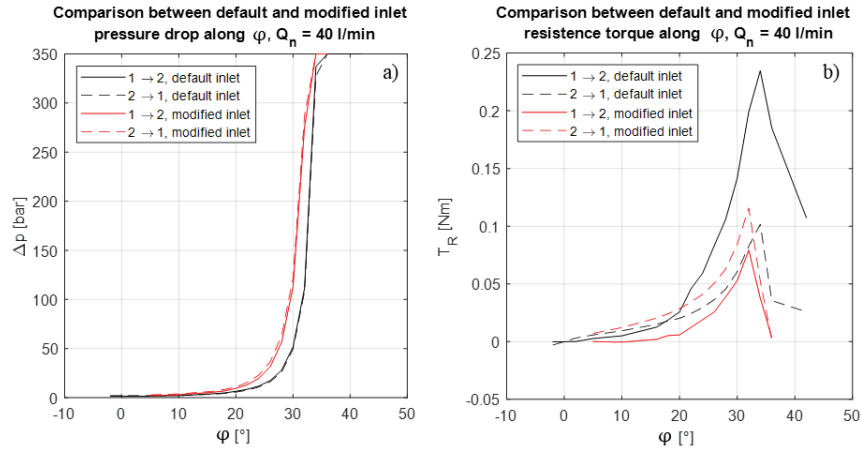 Comparison between default and modified inlet
pressure drop along φ, Q_n = 40 l/min
a)
1 → 2, default inlet
2 → 1, default inlet
1 → 2, modified inlet
2 → 1, modified inlet
350
300
250
200
150
100
50
0
Δp [bar]
-10
0
10
20
30
40
50
φ [°]
Comparison between default and modified inlet
resistence torque along φ, Q_n = 40 l/min
b)
1 → 2, default inlet
2 → 1, default inlet
1 → 2, modified inlet
2 → 1, modified inlet
0.25
0.2
0.15
0.1
0.05
0
-0.05
T_R [Nm]
-10
0
10
20
30
40
50
φ [°]